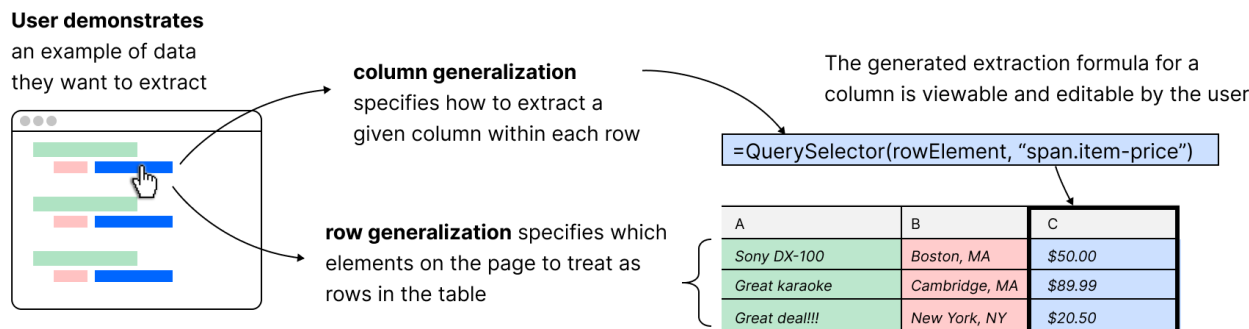 User demonstrates
an example of data
they want to extract
column generalization
specifies how to extract a
given column within each row
row generalization specifies which
elements on the page to treat as
rows in the table
The generated extraction formula for a
column is viewable and editable by the user
=QuerySelector(rowElement, “span.item-price”)
A B C
Sony DX-100 Boston, MA $50.00
Great karaoke Cambridge, MA $89.99
Great deal!!! New York, NY $20.50